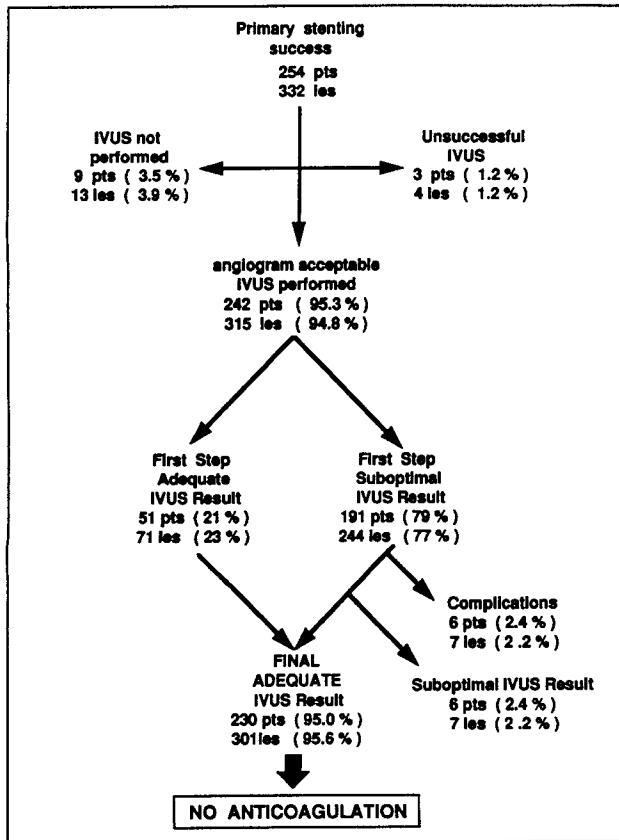 Primary stenting
success
254 pts
332 les
IVUS not
performed
9 pts ( 3.5 % )
13 les ( 3.9 % )
Unsuccessful
IVUS
3 pts ( 1.2 % )
4 les ( 1.2 % )
angiogram acceptable
IVUS performed
242 pts ( 95.3 % )
315 les ( 94.8 % )
First Step
Adequate
IVUS Result
51 pts ( 21 % )
71 les ( 23 % )
First Step
Suboptimal
IVUS Result
191 pts ( 79 % )
244 les ( 77 % )
Complications
6 pts ( 2.4 % )
7 les ( 2 .2 % )
Suboptimal IVUS Result
6 pts ( 2.4 % )
7 les ( 2 .2 % )
FINAL
ADEQUATE
IVUS Result
230 pts ( 95.0 % )
301les ( 95.6 % )
NO ANTICOAGULATION